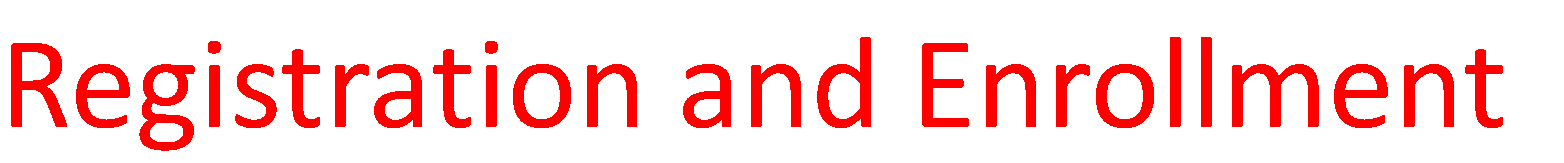 Registration and Enrollment